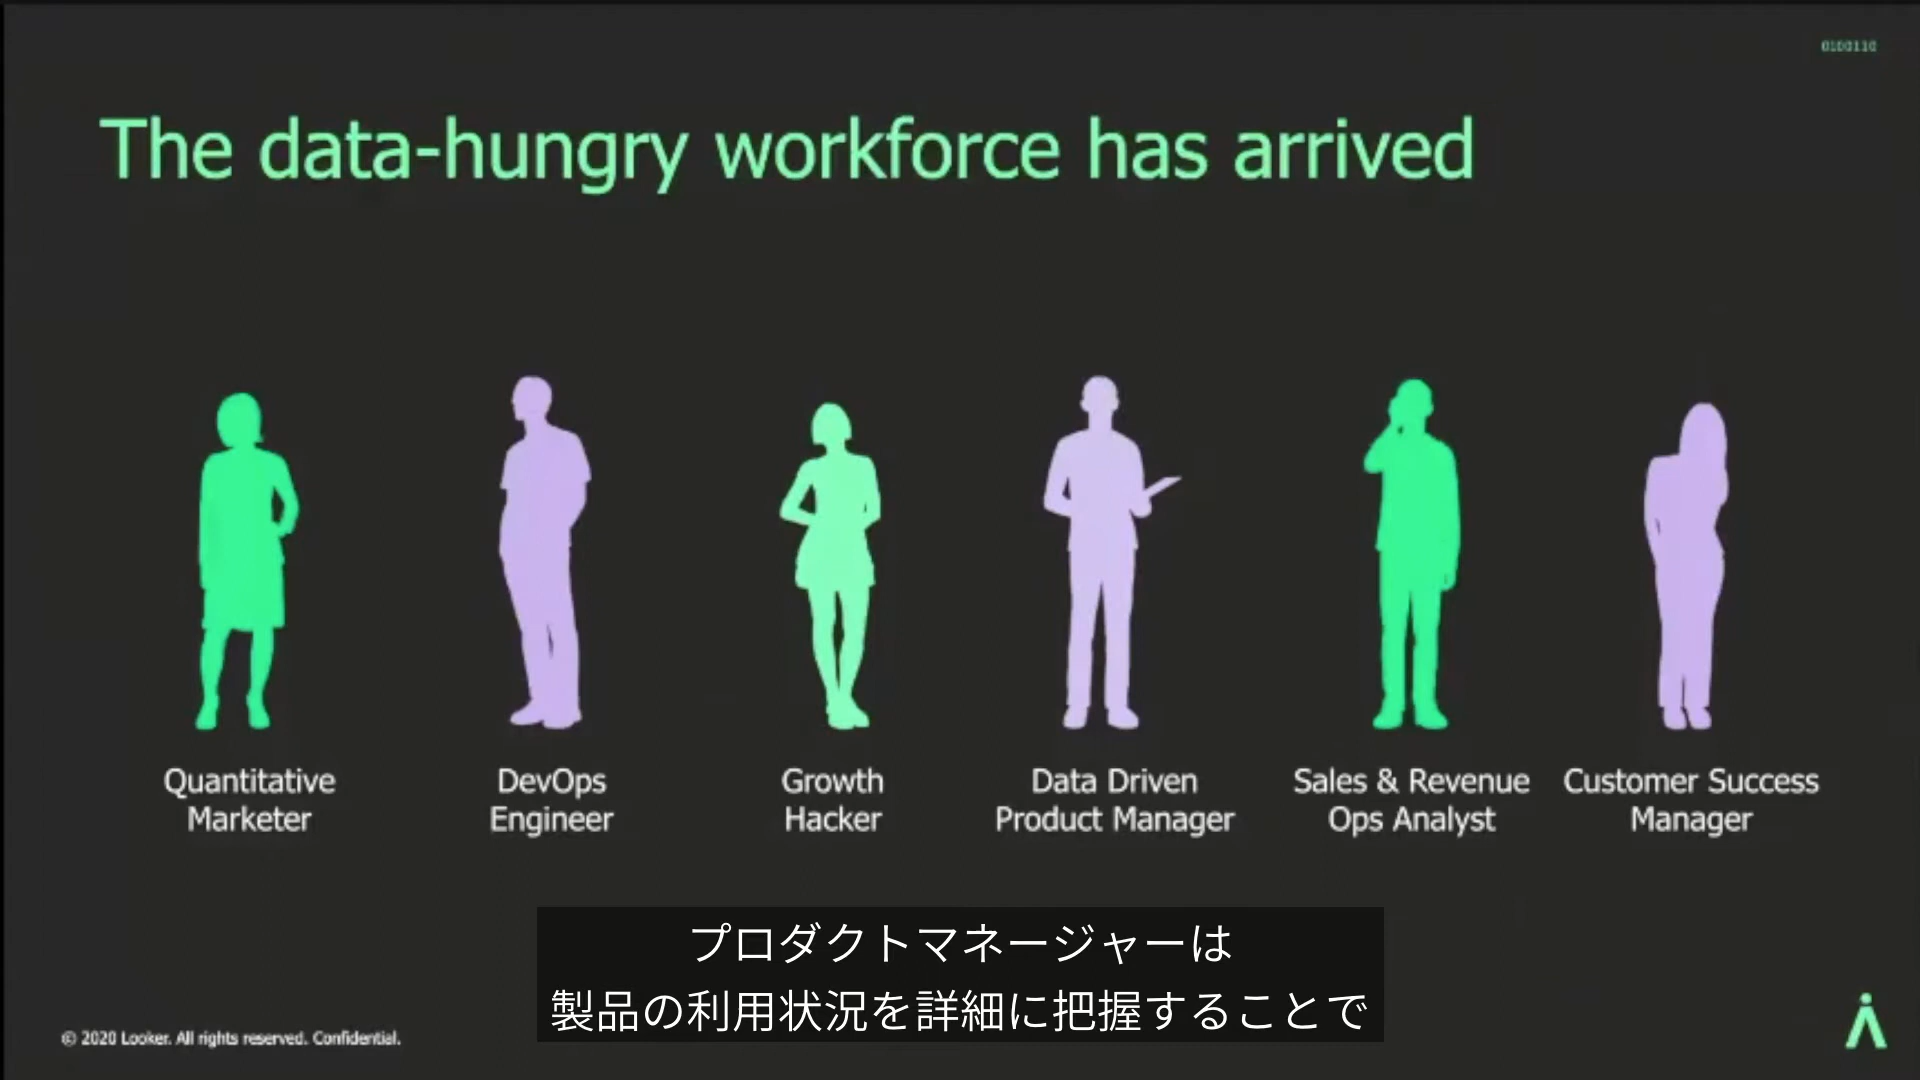 0100110
The data-hungry workforce has arrived
Quantitative
Marketer
DevOps
Engineer
Growth
Hacker
Data Driven
Product Manager
Sales & Revenue
Ops Analyst
Customer Success
Manager
プロダクトマネージャーは
製品の利用状況を詳細に把握することで
© 2020 Looker. All rights reserved. Confidential.